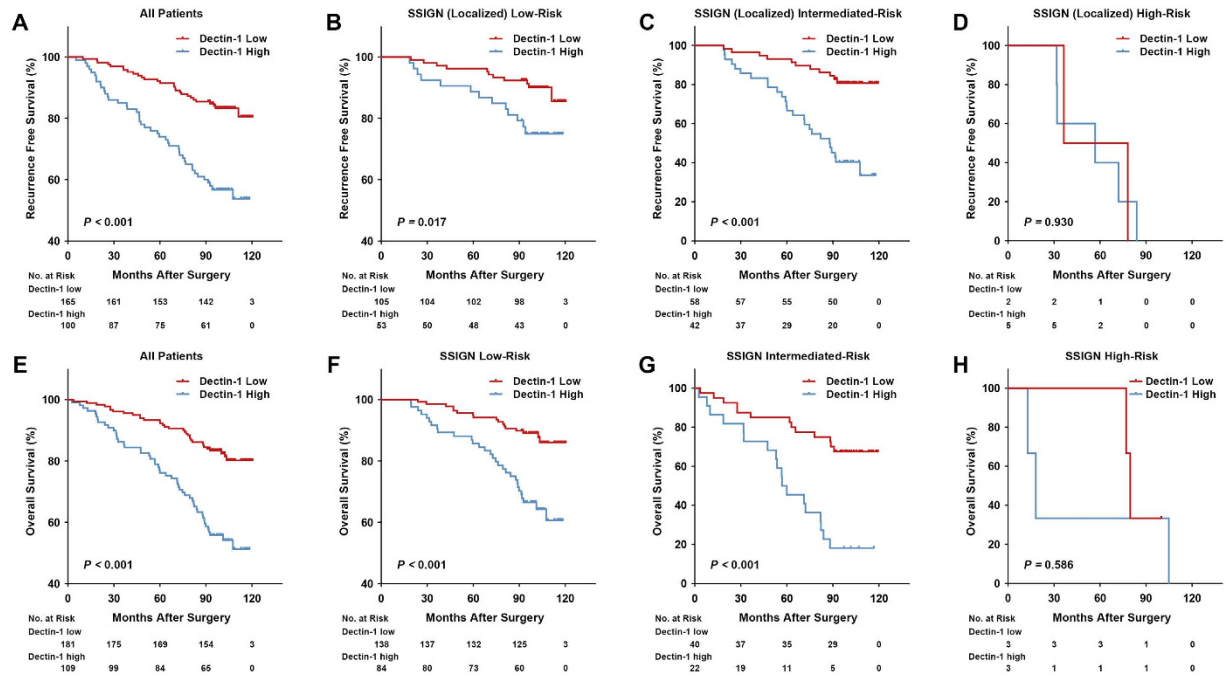 A
All Patients
Dectin-1 Low
Dectin-1 High
Recurrence Free Survival (%)
100
80
60
40
P < 0.001
0 30 60 90 120
Months After Surgery
No. at Risk
Dectin-1 low
165 161 153 142 3
Dectin-1 high
100 87 75 61 0
B
SSIGN (Localized) Low-Risk
Dectin-1 Low
Dectin-1 High
Recurrence Free Survival (%)
100
80
60
40
P = 0.017
0 30 60 90 120
Months After Surgery
No. at Risk
Dectin-1 low
105 104 102 98 3
Dectin-1 high
53 50 48 43 0
C
SSIGN (Localized) Intermediated-Risk
Dectin-1 Low
Dectin-1 High
Recurrence Free Survival (%)
100
80
60
40
20
0
P < 0.001
0 30 60 90 120
Months After Surgery
No. at Risk
Dectin-1 low
58 57 55 50 0
Dectin-1 high
42 37 29 20 0
D
SSIGN (Localized) High-Risk
Dectin-1 Low
Dectin-1 High
Recurrence Free Survival (%)
100
80
60
40
20
0
P = 0.930
0 30 60 90 120
Months After Surgery
No. at Risk
Dectin-1 low
2 2 1 0 0
Dectin-1 high
5 5 2 0 0
E
All Patients
Dectin-1 Low
Dectin-1 High
Overall Survival (%)
100
80
60
40
P < 0.001
0 30 60 90 120
Months After Surgery
No. at Risk
Dectin-1 low
181 175 169 154 3
Dectin-1 high
109 99 84 65 0
F
SSIGN Low-Risk
Dectin-1 Low
Dectin-1 High
Overall Survival (%)
100
80
60
40
P < 0.001
0 30 60 90 120
Months After Surgery
No. at Risk
Dectin-1 low
138 137 132 125 3
Dectin-1 high
84 80 73 60 0
G
SSIGN Intermediated-Risk
Dectin-1 Low
Dectin-1 High
Overall Survival (%)
100
80
60
40
20
0
P < 0.001
0 30 60 90 120
Months After Surgery
No. at Risk
Dectin-1 low
40 37 35 29 0
Dectin-1 high
22 19 11 5 0
H
SSIGN High-Risk
Dectin-1 Low
Dectin-1 High
Overall Survival (%)
100
80
60
40
20
0
P = 0.586
0 30 60 90 120
Months After Surgery
No. at Risk
Dectin-1 low
3 3 3 1 0
Dectin-1 high
3 1 1 1 0